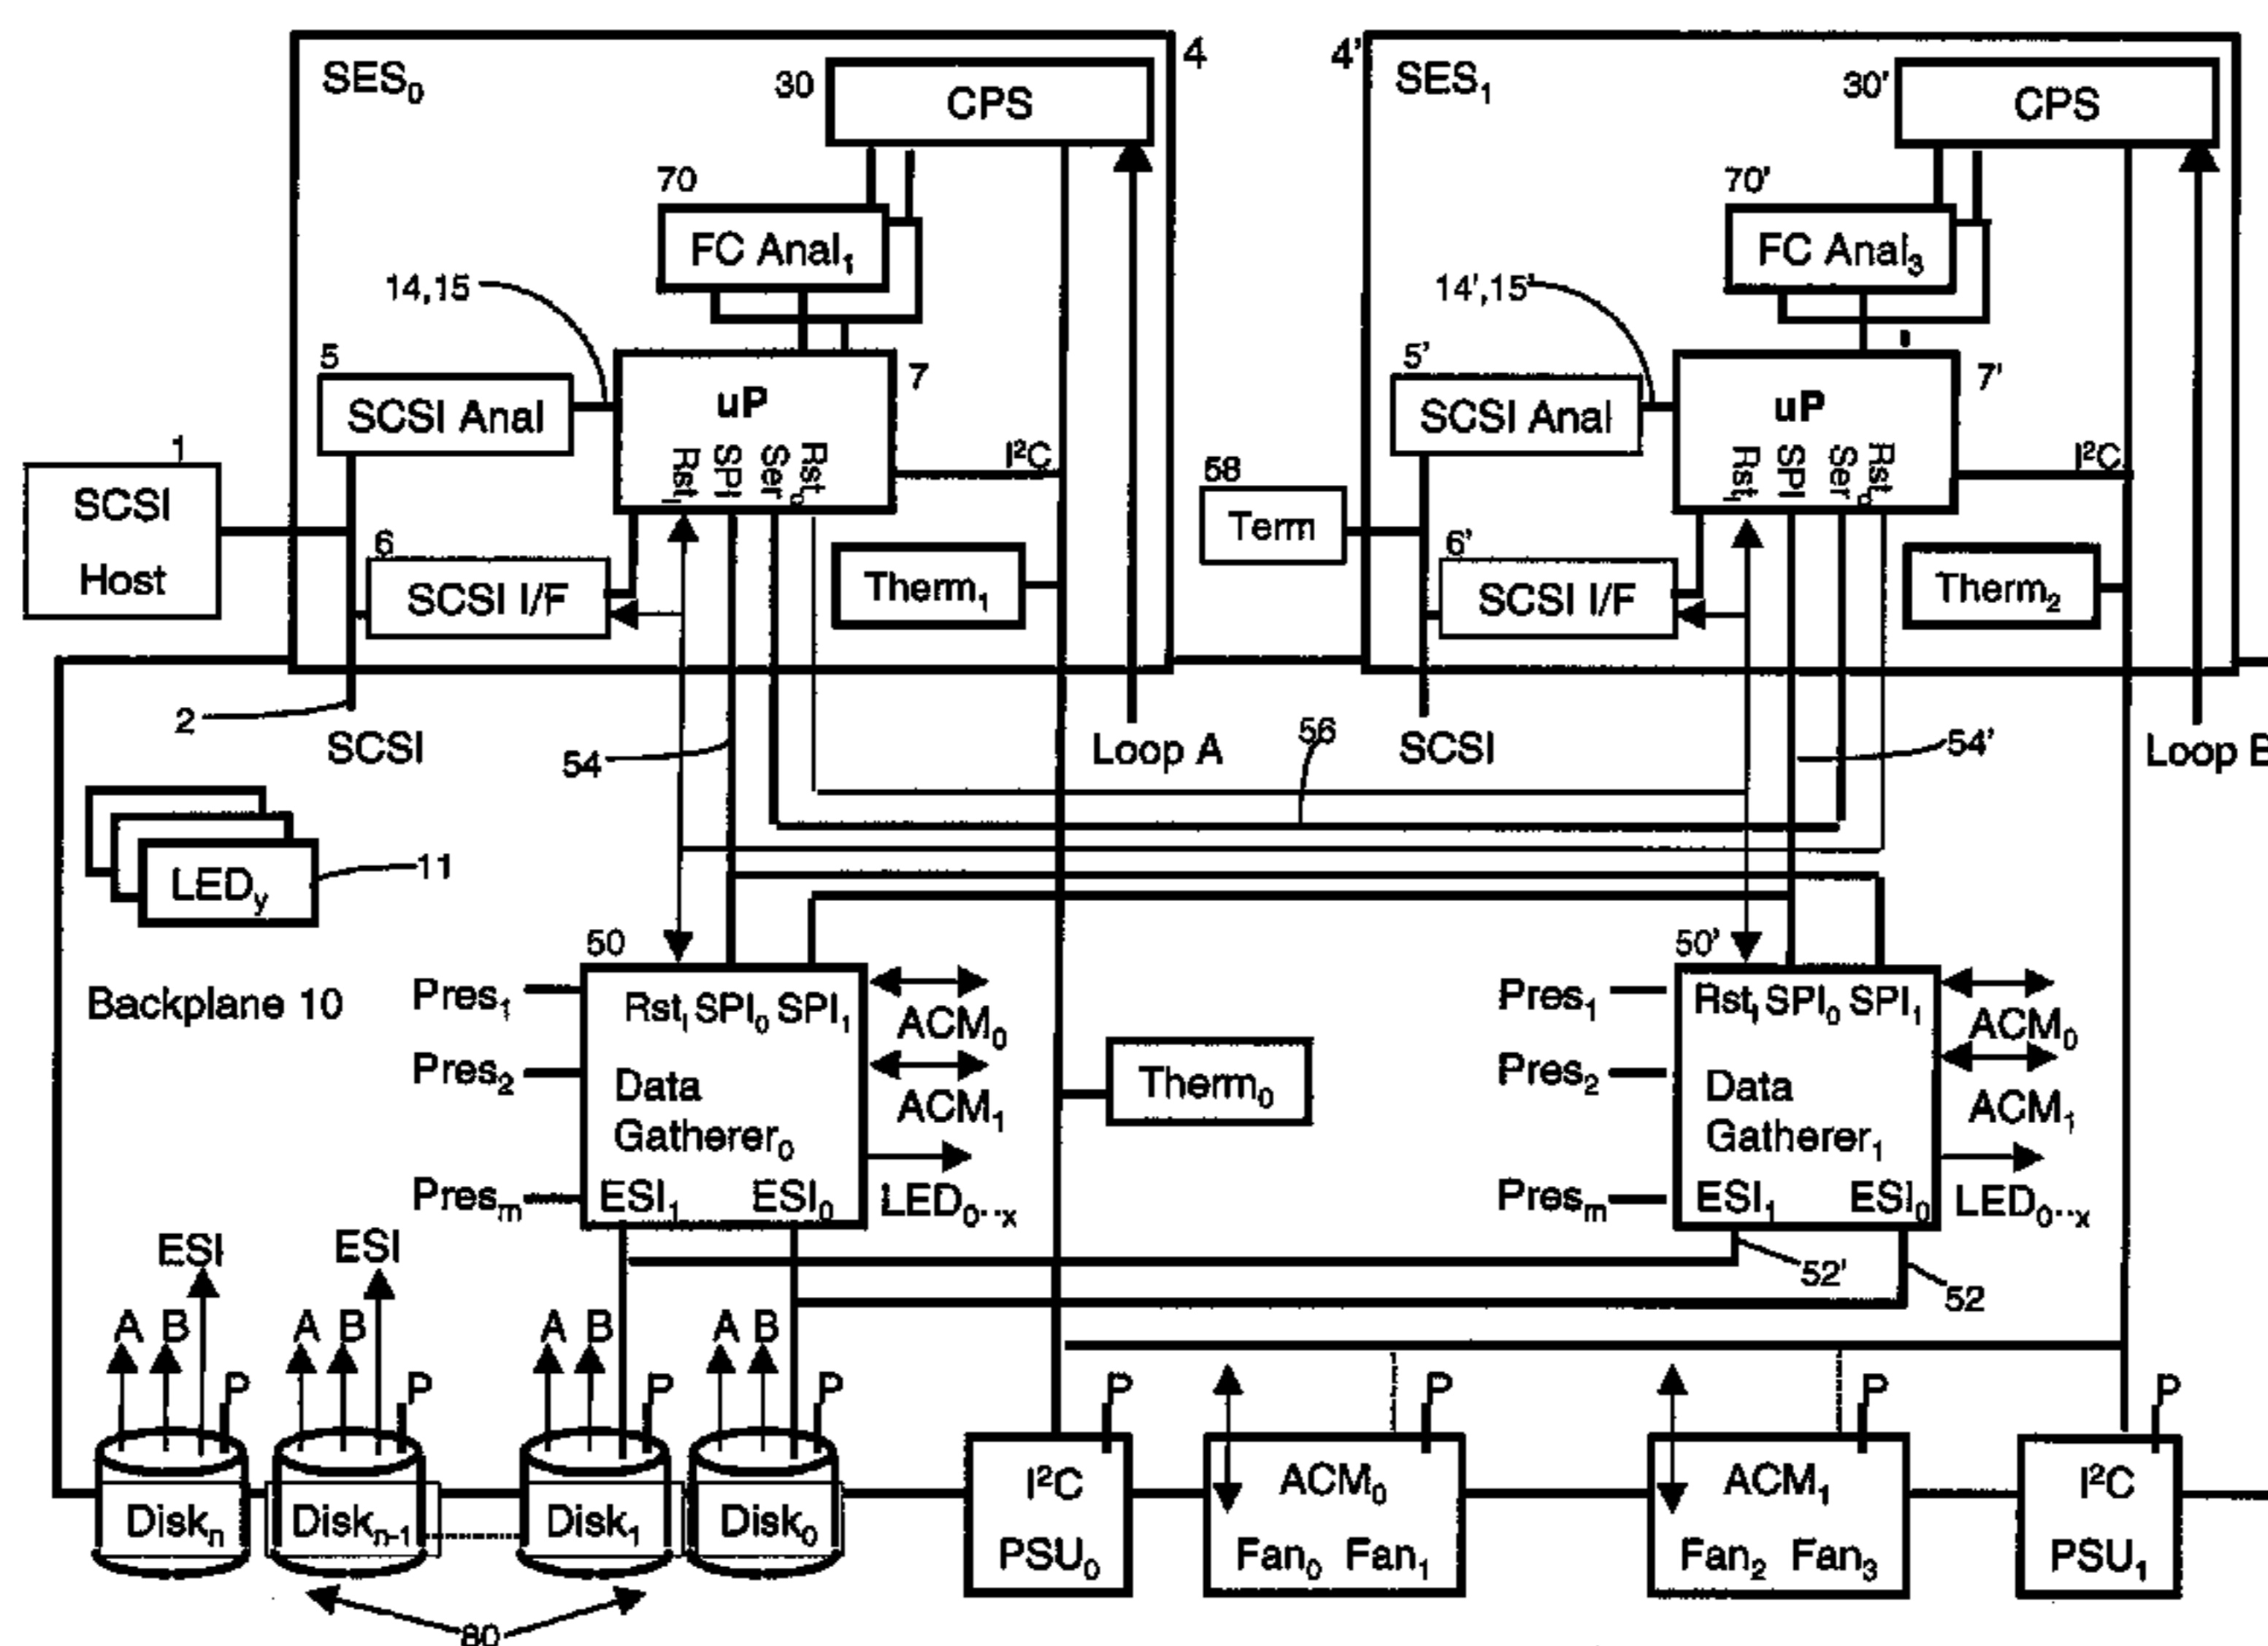 SES₀
30
CPS
4
4'
SES₁
30'
CPS
70
FC Anal₁
70'
FC Anal₃
14,15
14',15'
5
SCSI Anal
7
uP
Rstᵢ
SPI
Ser
Rstₒ
I²C
5'
SCSI Anal
7'
uP
Rstᵢ
SPI
Ser
Rstₒ
I²C
1
SCSI
Host
6
SCSI I/F
Therm₁
58
Term
6'
SCSI I/F
Therm₂
2
SCSI
54
Loop A
56
SCSI
54'
Loop B
LEDy
11
Backplane 10
50
Pres₁
Pres₂
Presₘ
Rstᵢ SPI₀ SPI₁
Data
Gatherer₀
ESI₁ ESI₀
ACM₀
ACM₁
LED₀··ₓ
Therm₀
50'
Pres₁
Pres₂
Presₘ
Rstᵢ SPI₀ SPI₁
Data
Gatherer₁
ESI₁ ESI₀
ACM₀
ACM₁
LED₀··ₓ
52'
52
ESI
ESI
A B P
A B P
A B P
A B P
P
P
P
P
Diskₙ
Diskₙ₋₁
Disk₁
Disk₀
I²C
PSU₀
ACM₀
Fan₀ Fan₁
ACM₁
Fan₂ Fan₃
I²C
PSU₁
80